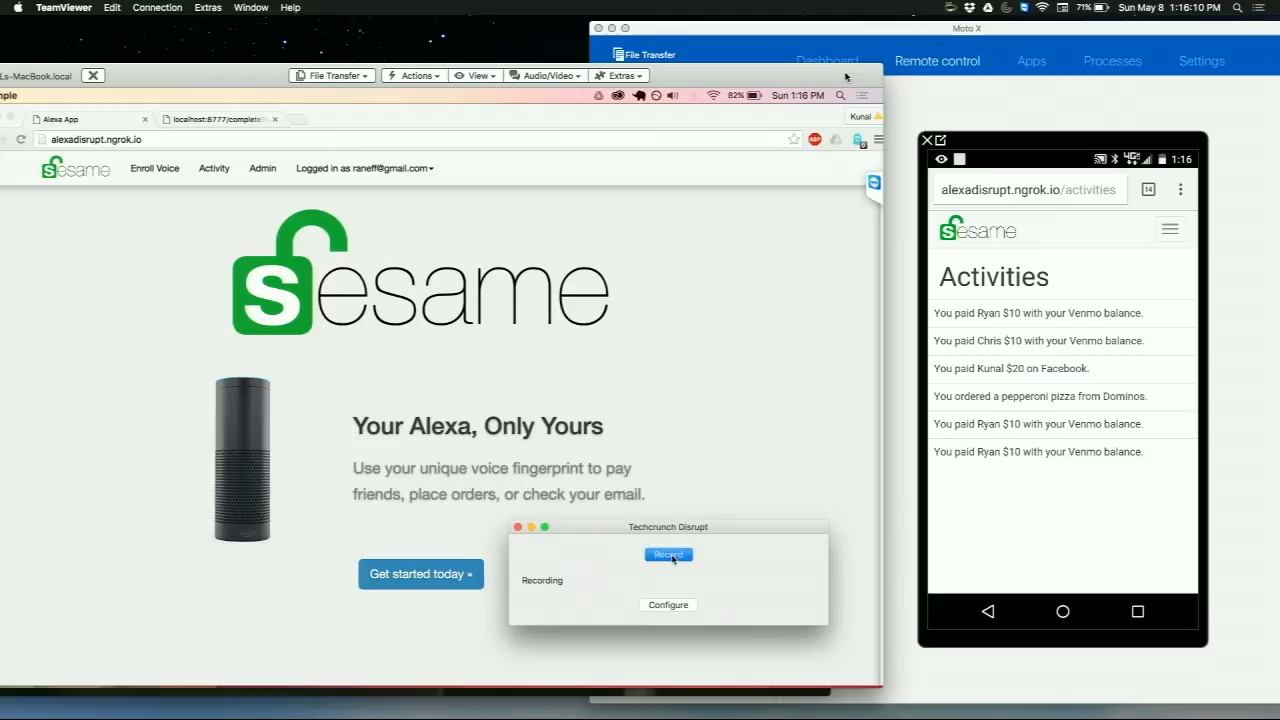 TeamViewer Edit Connection Extras Window Help
71% Sun May 8 1:16:10 PM
Moto X
File Transfer
Dashboard Remote control Apps Processes Settings
Ls-MacBook.local
File Transfer Actions View Audio/Video Extras
mple
82% Sun 1:16 PM
Alexa App
localhost:8777/complete?
Kunal
alexadisrupt.ngrok.io
ABP
sesame
Enroll Voice Activity Admin Logged in as raneff@gmail.com
sesame
Your Alexa, Only Yours
Use your unique voice fingerprint to pay
friends, place orders, or check your email.
Get started today »
Techcrunch Disrupt
Record
Recording
Configure
4G 1:16
alexadisrupt.ngrok.io/activities
14
sesame
Activities
You paid Ryan $10 with your Venmo balance.
You paid Chris $10 with your Venmo balance.
You paid Kunal $20 on Facebook.
You ordered a pepperoni pizza from Dominos.
You paid Ryan $10 with your Venmo balance.
You paid Ryan $10 with your Venmo balance.